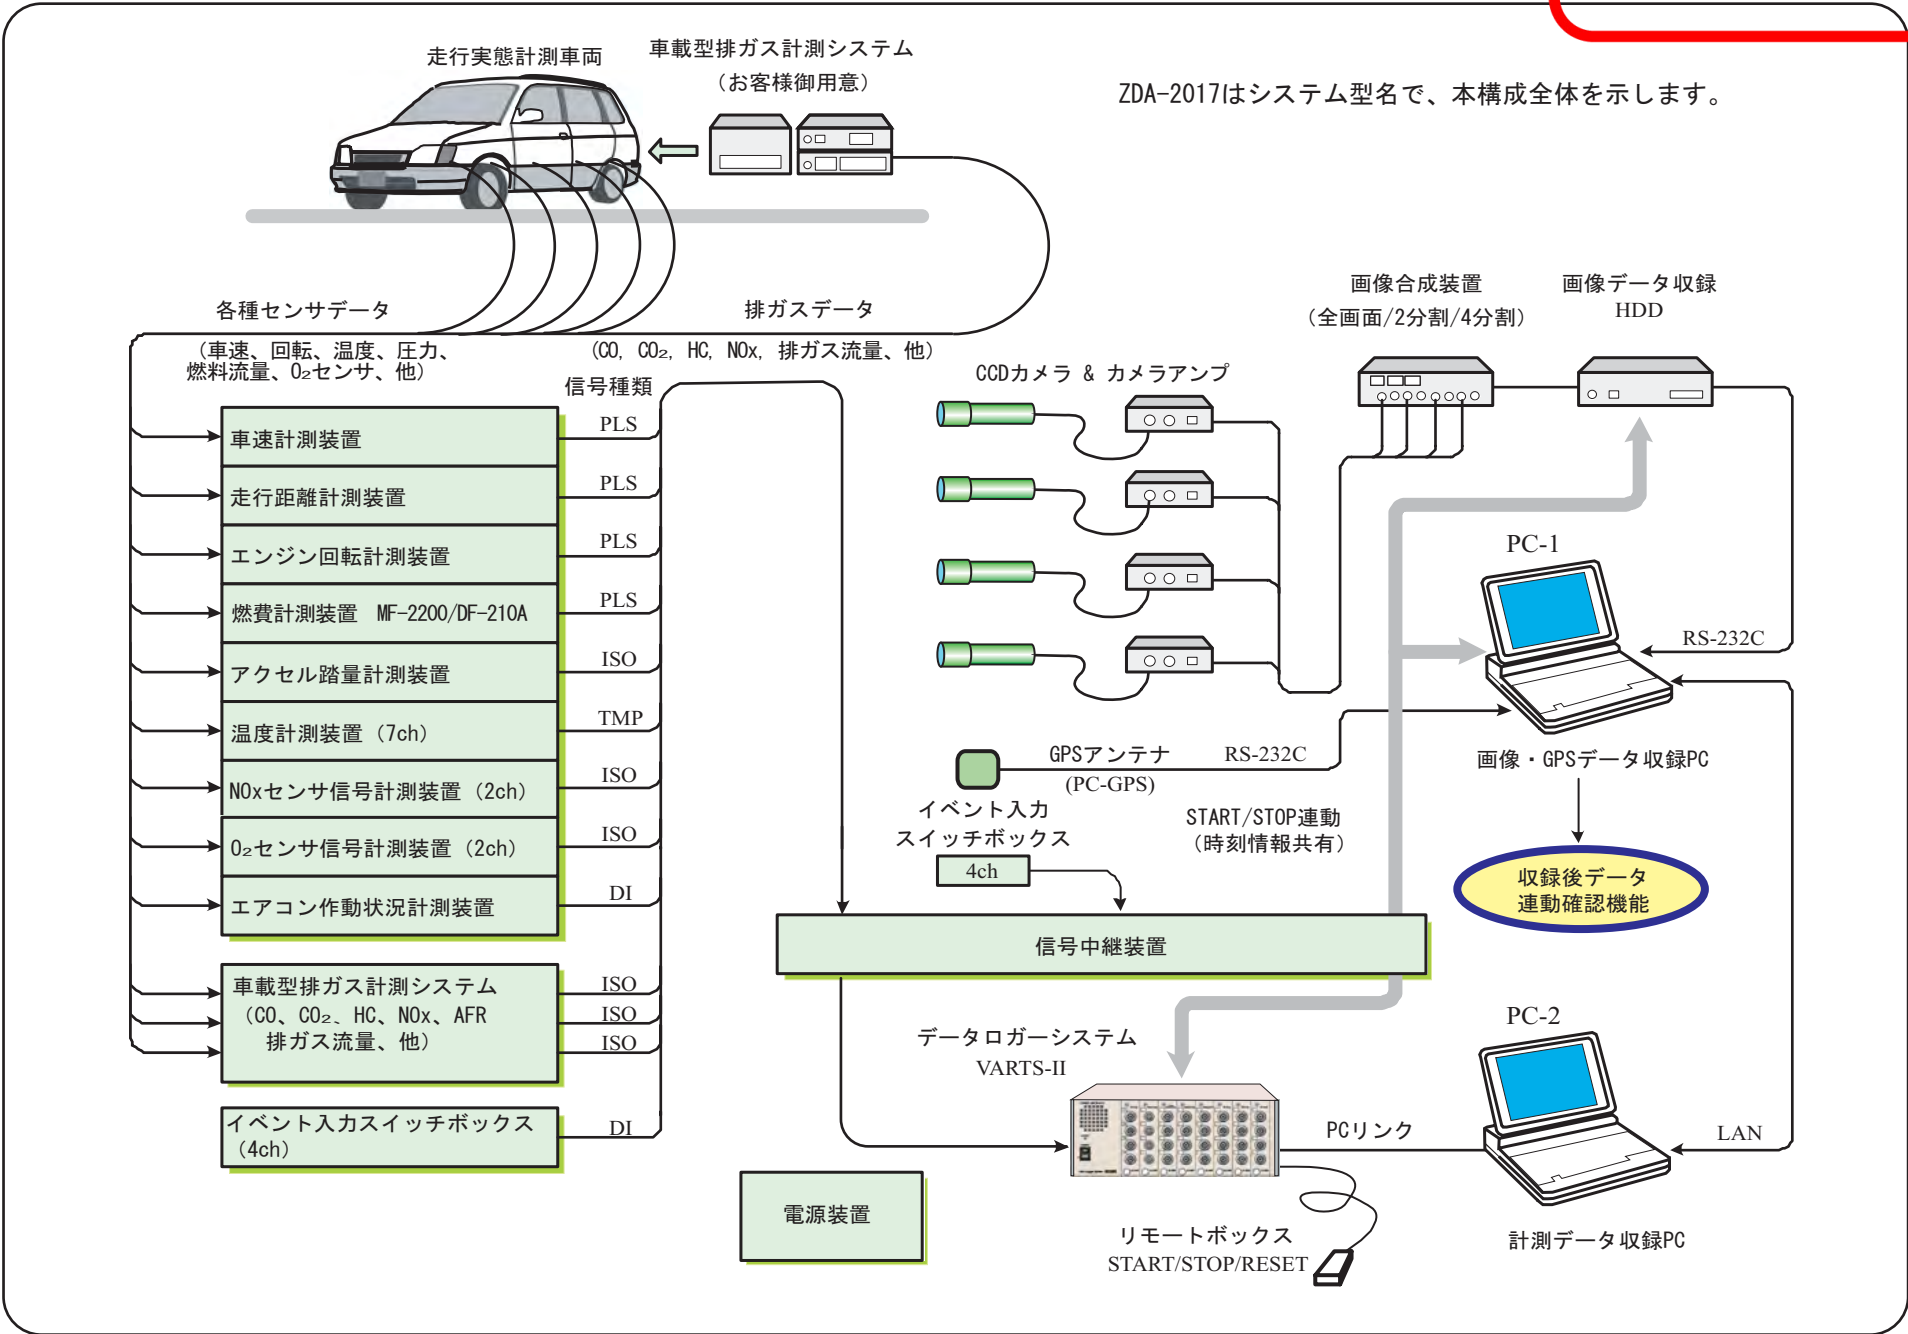 走行実態計測車両
車載型排ガス計測システム
（お客様御用意）
ZDA-2017はシステム型名で、本構成全体を示します。
各種センサデータ
排ガスデータ
（車速、回転、温度、圧力、
燃料流量、O₂センサ、他）
（CO, CO₂, HC, NOx, 排ガス流量、他）
信号種類
車速計測装置
PLS
走行距離計測装置
PLS
エンジン回転計測装置
PLS
燃費計測装置　MF-2200/DF-210A
PLS
アクセル踏量計測装置
ISO
温度計測装置（7ch）
TMP
NOxセンサ信号計測装置（2ch）
ISO
O₂センサ信号計測装置（2ch）
ISO
エアコン作動状況計測装置
DI
車載型排ガス計測システム
（CO、CO₂、HC、NOx、AFR
排ガス流量、他）
ISO
ISO
ISO
イベント入力スイッチボックス
（4ch）
DI
CCDカメラ & カメラアンプ
画像合成装置
（全画面/2分割/4分割）
画像データ収録
HDD
PC-1
RS-232C
GPSアンテナ
(PC-GPS)
RS-232C
画像・GPSデータ収録PC
イベント入力
スイッチボックス
4ch
START/STOP連動
（時刻情報共有）
収録後データ
連動確認機能
信号中継装置
データロガーシステム
VARTS-II
PC-2
PCリンク
LAN
電源装置
リモートボックス
START/STOP/RESET
計測データ収録PC